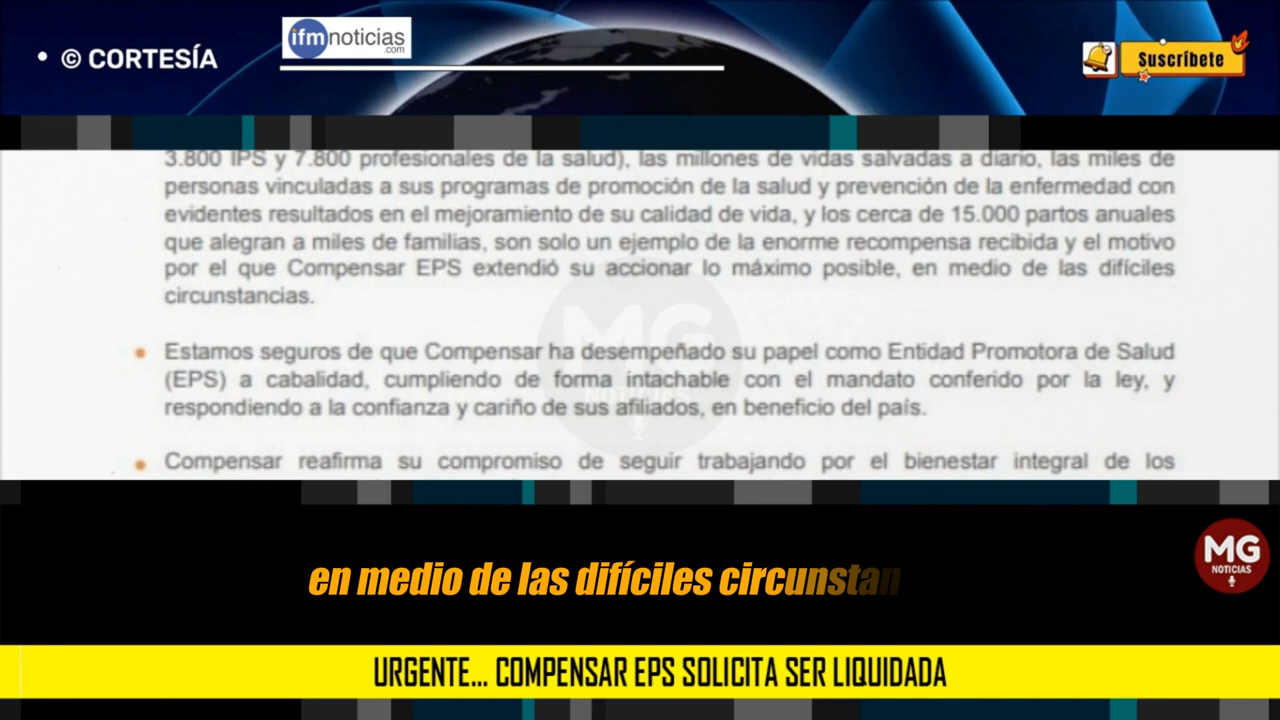 • © CORTESÍA
ifmnoticias
.com
Suscríbete
3.800 IPS y 7.800 profesionales de la salud), las millones de vidas salvadas a diario, las miles de
personas vinculadas a sus programas de promoción de la salud y prevención de la enfermedad con
evidentes resultados en el mejoramiento de su calidad de vida, y los cerca de 15.000 partos anuales
que alegran a miles de familias, son solo un ejemplo de la enorme recompensa recibida y el motivo
por el que Compensar EPS extendió su accionar lo máximo posible, en medio de las difíciles
circunstancias.
• Estamos seguros de que Compensar ha desempeñado su papel como Entidad Promotora de Salud
(EPS) a cabalidad, cumpliendo de forma intachable con el mandato conferido por la ley, y
respondiendo a la confianza y cariño de sus afiliados, en beneficio del país.
• Compensar reafirma su compromiso de seguir trabajando por el bienestar integral de los
MG
NOTICIAS
en medio de las difíciles circunstan
MG
NOTICIAS
URGENTE... COMPENSAR EPS SOLICITA SER LIQUIDADA